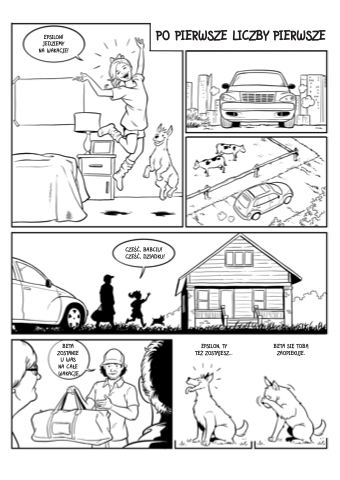 PO PIERWSZE LICZBY PIERWSZE
EPSILON!
JEDZIEMY
NA WAKACJE!
CZEŚĆ, BABCIU!
CZEŚĆ, DZIADKU!
BETA
ZOSTANIE
U WAS
NA CAŁE
WAKACJE.
EPSILON, TY
TEŻ ZOSTAJESZ...
BETA SIĘ TOBĄ
ZAOPIEKUJE.